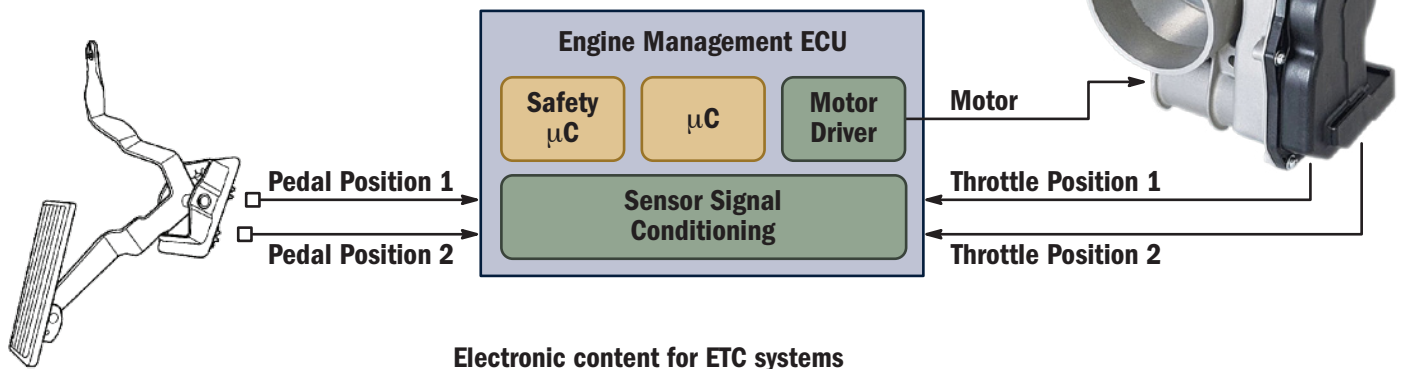 Engine Management ECU
Safety
μC
μC
Motor
Driver
Motor
Pedal Position 1
Pedal Position 2
Sensor Signal
Conditioning
Throttle Position 1
Throttle Position 2
Electronic content for ETC systems